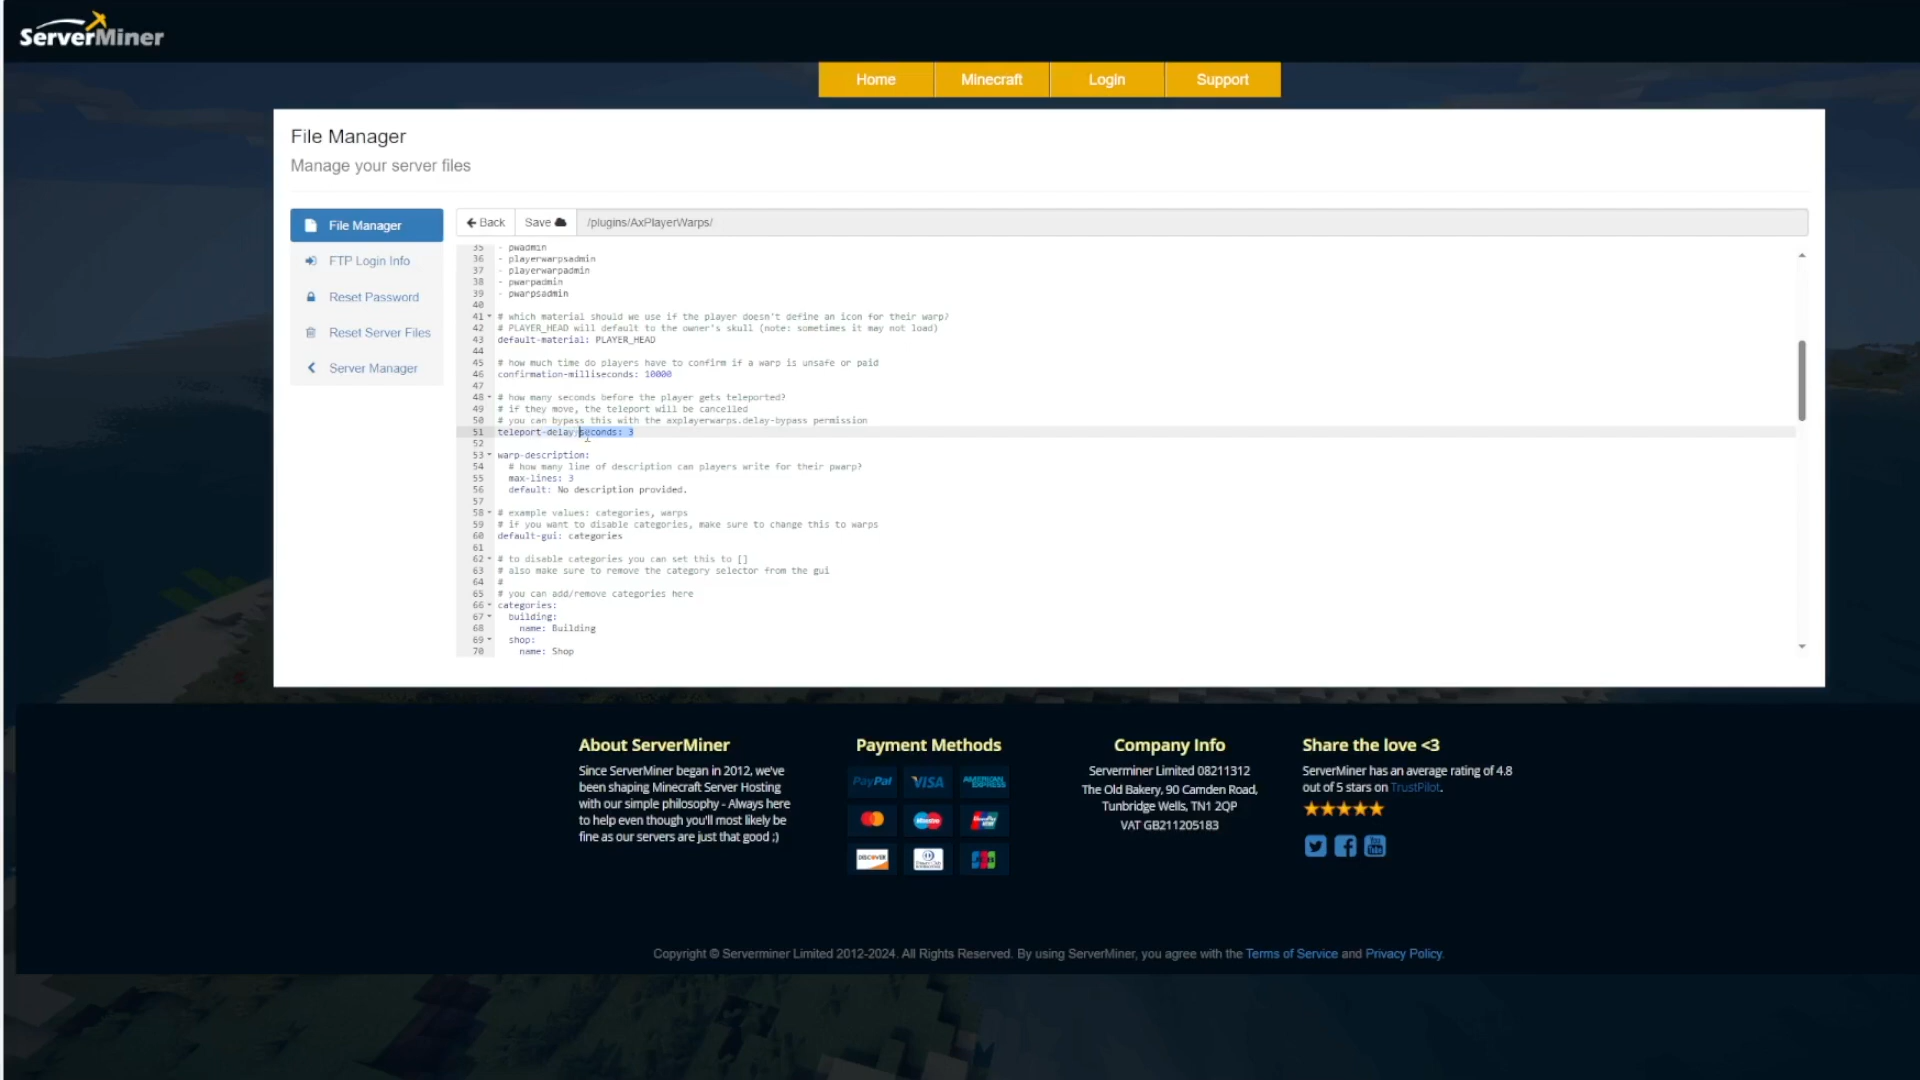 ServerMiner
Home
Minecraft
Login
Support
File Manager
Manage your server files
File Manager
FTP Login Info
Reset Password
Reset Server Files
Server Manager
Back
Save
/plugins/AxPlayerWarps/
35 - pwadmin
36 - playerwarpsadmin
37 - playerwarpadmin
38 - pwarpadmin
39 - pwarpsadmin
40
41 # which material should we use if the player doesn't define an icon for their warp?
42 # PLAYER_HEAD will default to the owner's skull (note: sometimes it may not load)
43 default-material: PLAYER_HEAD
44
45 # how much time do players have to confirm if a warp is unsafe or paid
46 confirmation-milliseconds: 10000
47
48 # how many seconds before the player gets teleported?
49 # if they move, the teleport will be cancelled
50 # you can bypass this with the axplayerwarps.delay-bypass permission
51 teleport-delay-seconds: 3
52
53 warp-description:
54 # how many line of description can players write for their pwarp?
55 max-lines: 3
56 default: No description provided.
57
58 # example values: categories, warps
59 # if you want to disable categories, make sure to change this to warps
60 default-gui: categories
61
62 # to disable categories you can set this to []
63 # also make sure to remove the category selector from the gui
64 #
65 # you can add/remove categories here
66 categories:
67 building:
68 name: Building
69 shop:
70 name: Shop
About ServerMiner
Since ServerMiner began in 2012, we've
been shaping Minecraft Server Hosting
with our simple philosophy - Always here
to help even though you'll most likely be
fine as our servers are just that good ;)
Payment Methods
PayPal
VISA
AMERICAN EXPRESS
Maestro
UnionPay
DISCOVER
Diners Club
JCB
Company Info
Serverminer Limited 08211312
The Old Bakery, 90 Camden Road,
Tunbridge Wells, TN1 2QP
VAT GB211205183
Share the love <3
ServerMiner has an average rating of 4.8
out of 5 stars on TrustPilot.
You Tube
Copyright © Serverminer Limited 2012-2024. All Rights Reserved. By using ServerMiner, you agree with the Terms of Service and Privacy Policy.